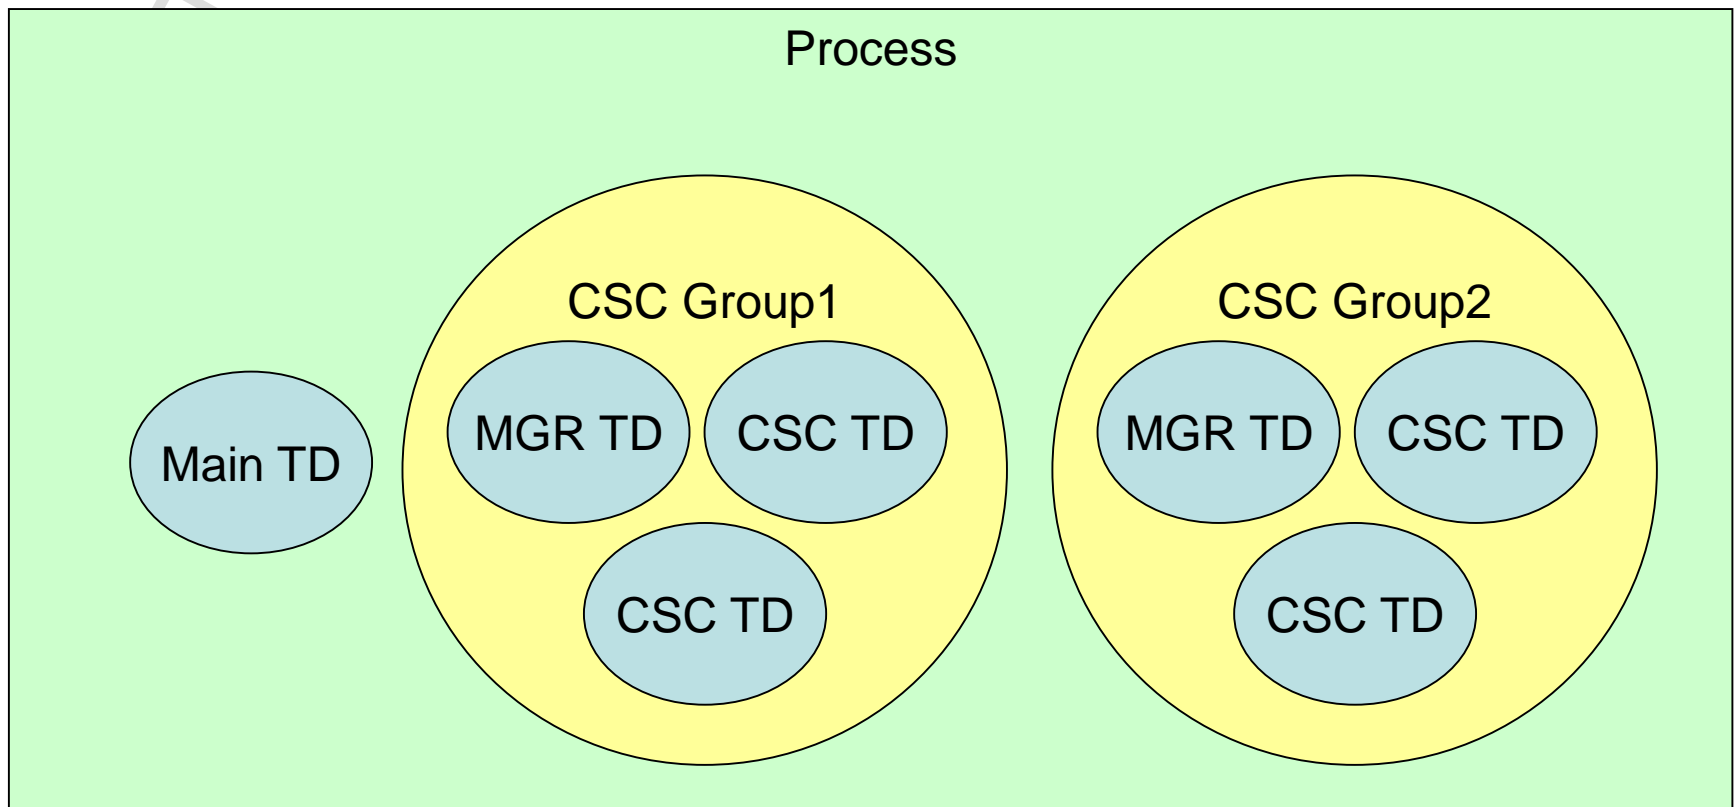 Process
CSC Group1
CSC Group2
MGR TD
CSC TD
MGR TD
CSC TD
Main TD
CSC TD
CSC TD